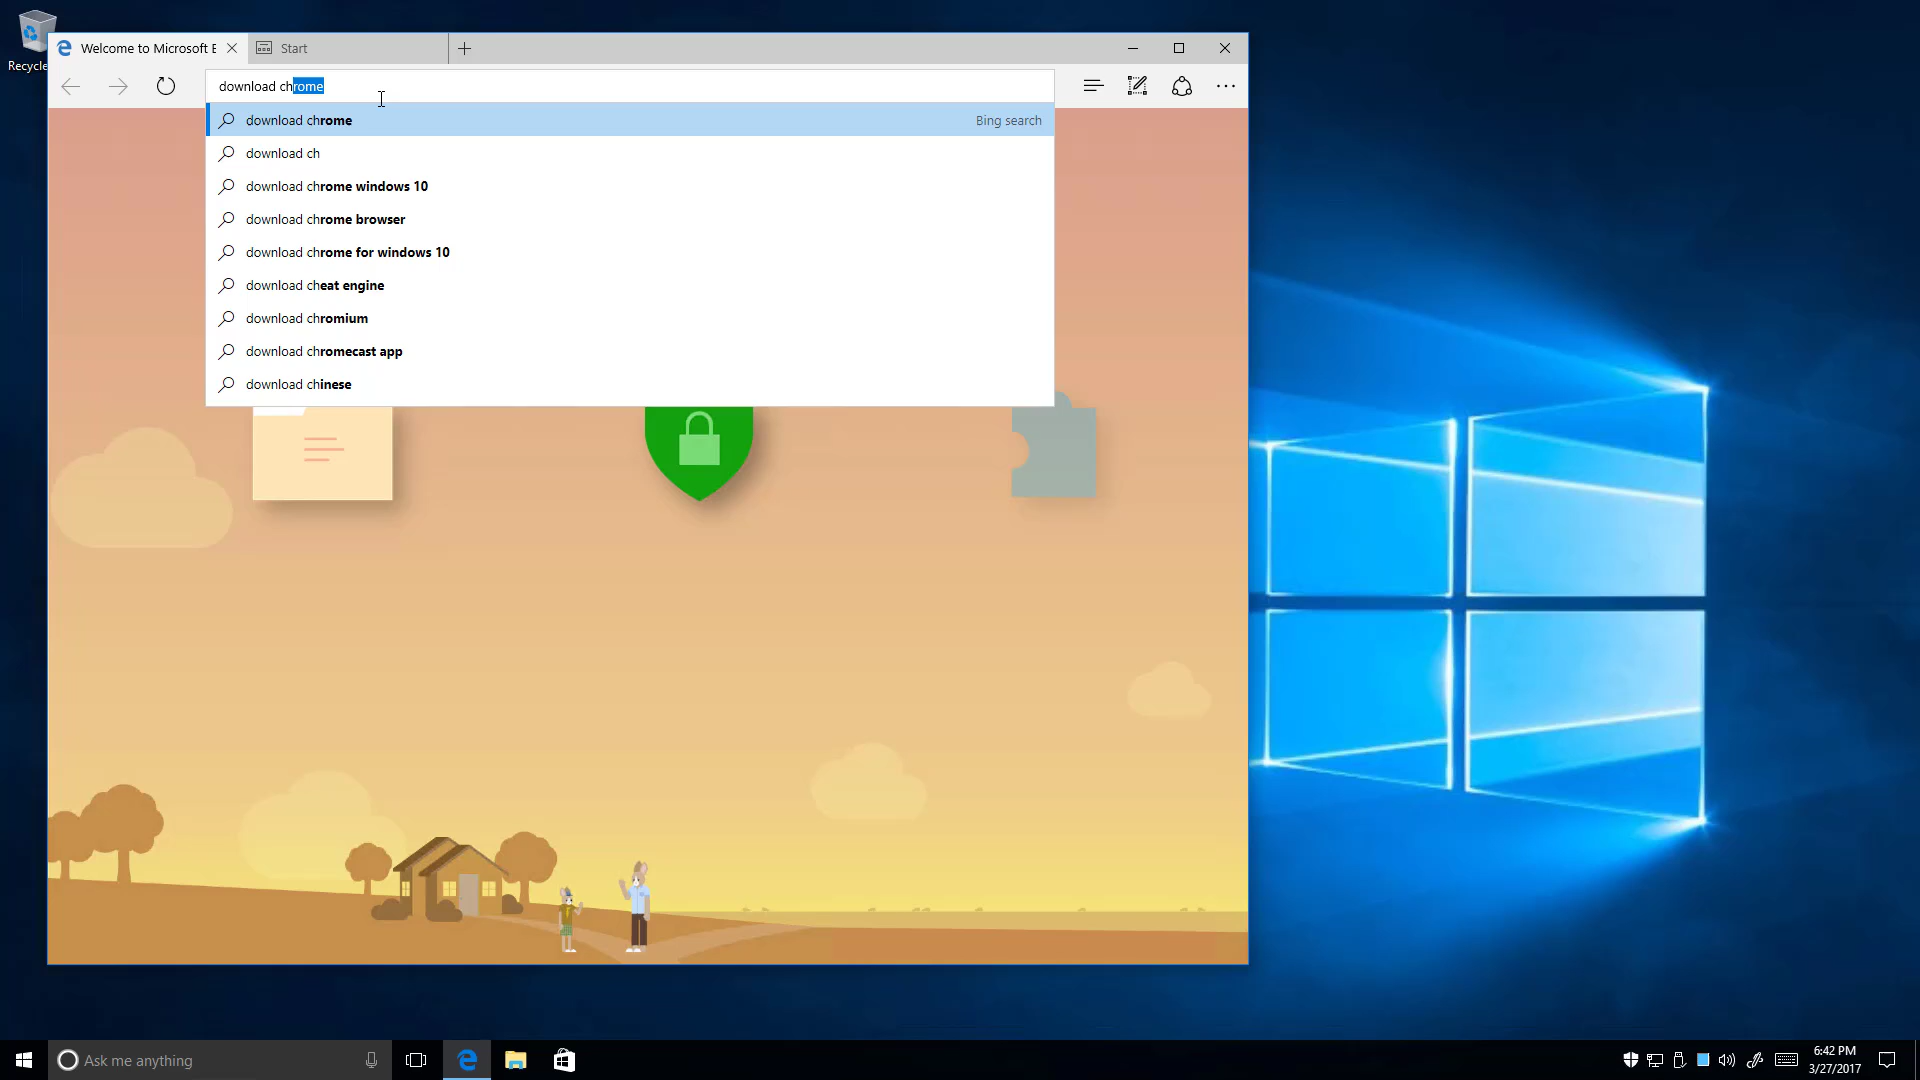 Recycle
Welcome to Microsoft E
Start
download chrome
download chrome
Bing search
download ch
download chrome windows 10
download chrome browser
download chrome for windows 10
download cheat engine
download chromium
download chromecast app
download chinese
Ask me anything
6:42 PM
3/27/2017